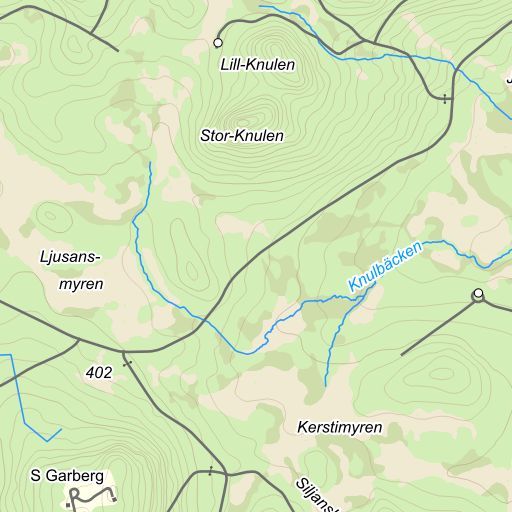 Lill-Knulen
Stor-Knulen
Ljusans-
myren
Knulbäcken
402
Kerstimyren
S Garberg